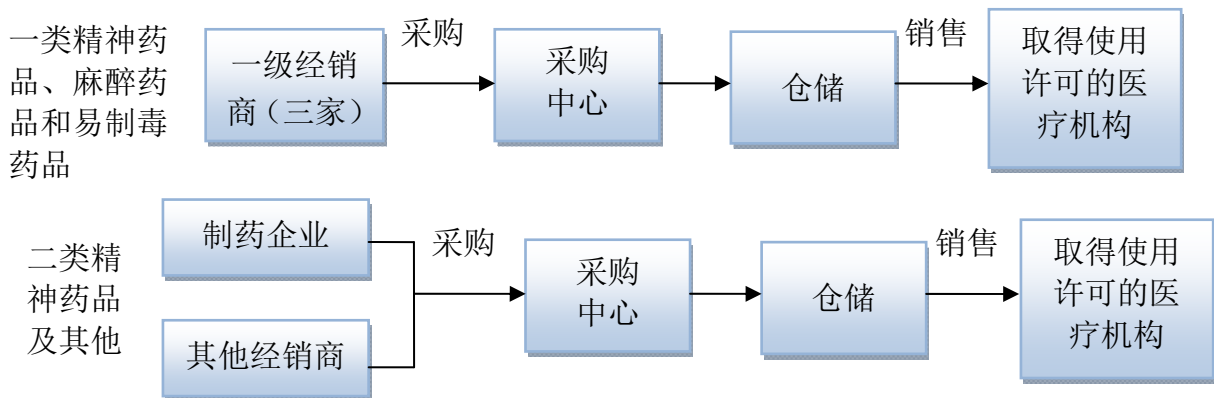 一类精神药
品、麻醉药
品和易制毒
药品
一级经销
商（三家）
采购
采购
中心
仓储
销售
取得使用
许可的医
疗机构
二类精
神药品
及其他
制药企业
其他经销商
采购
采购
中心
仓储
销售
取得使用
许可的医
疗机构